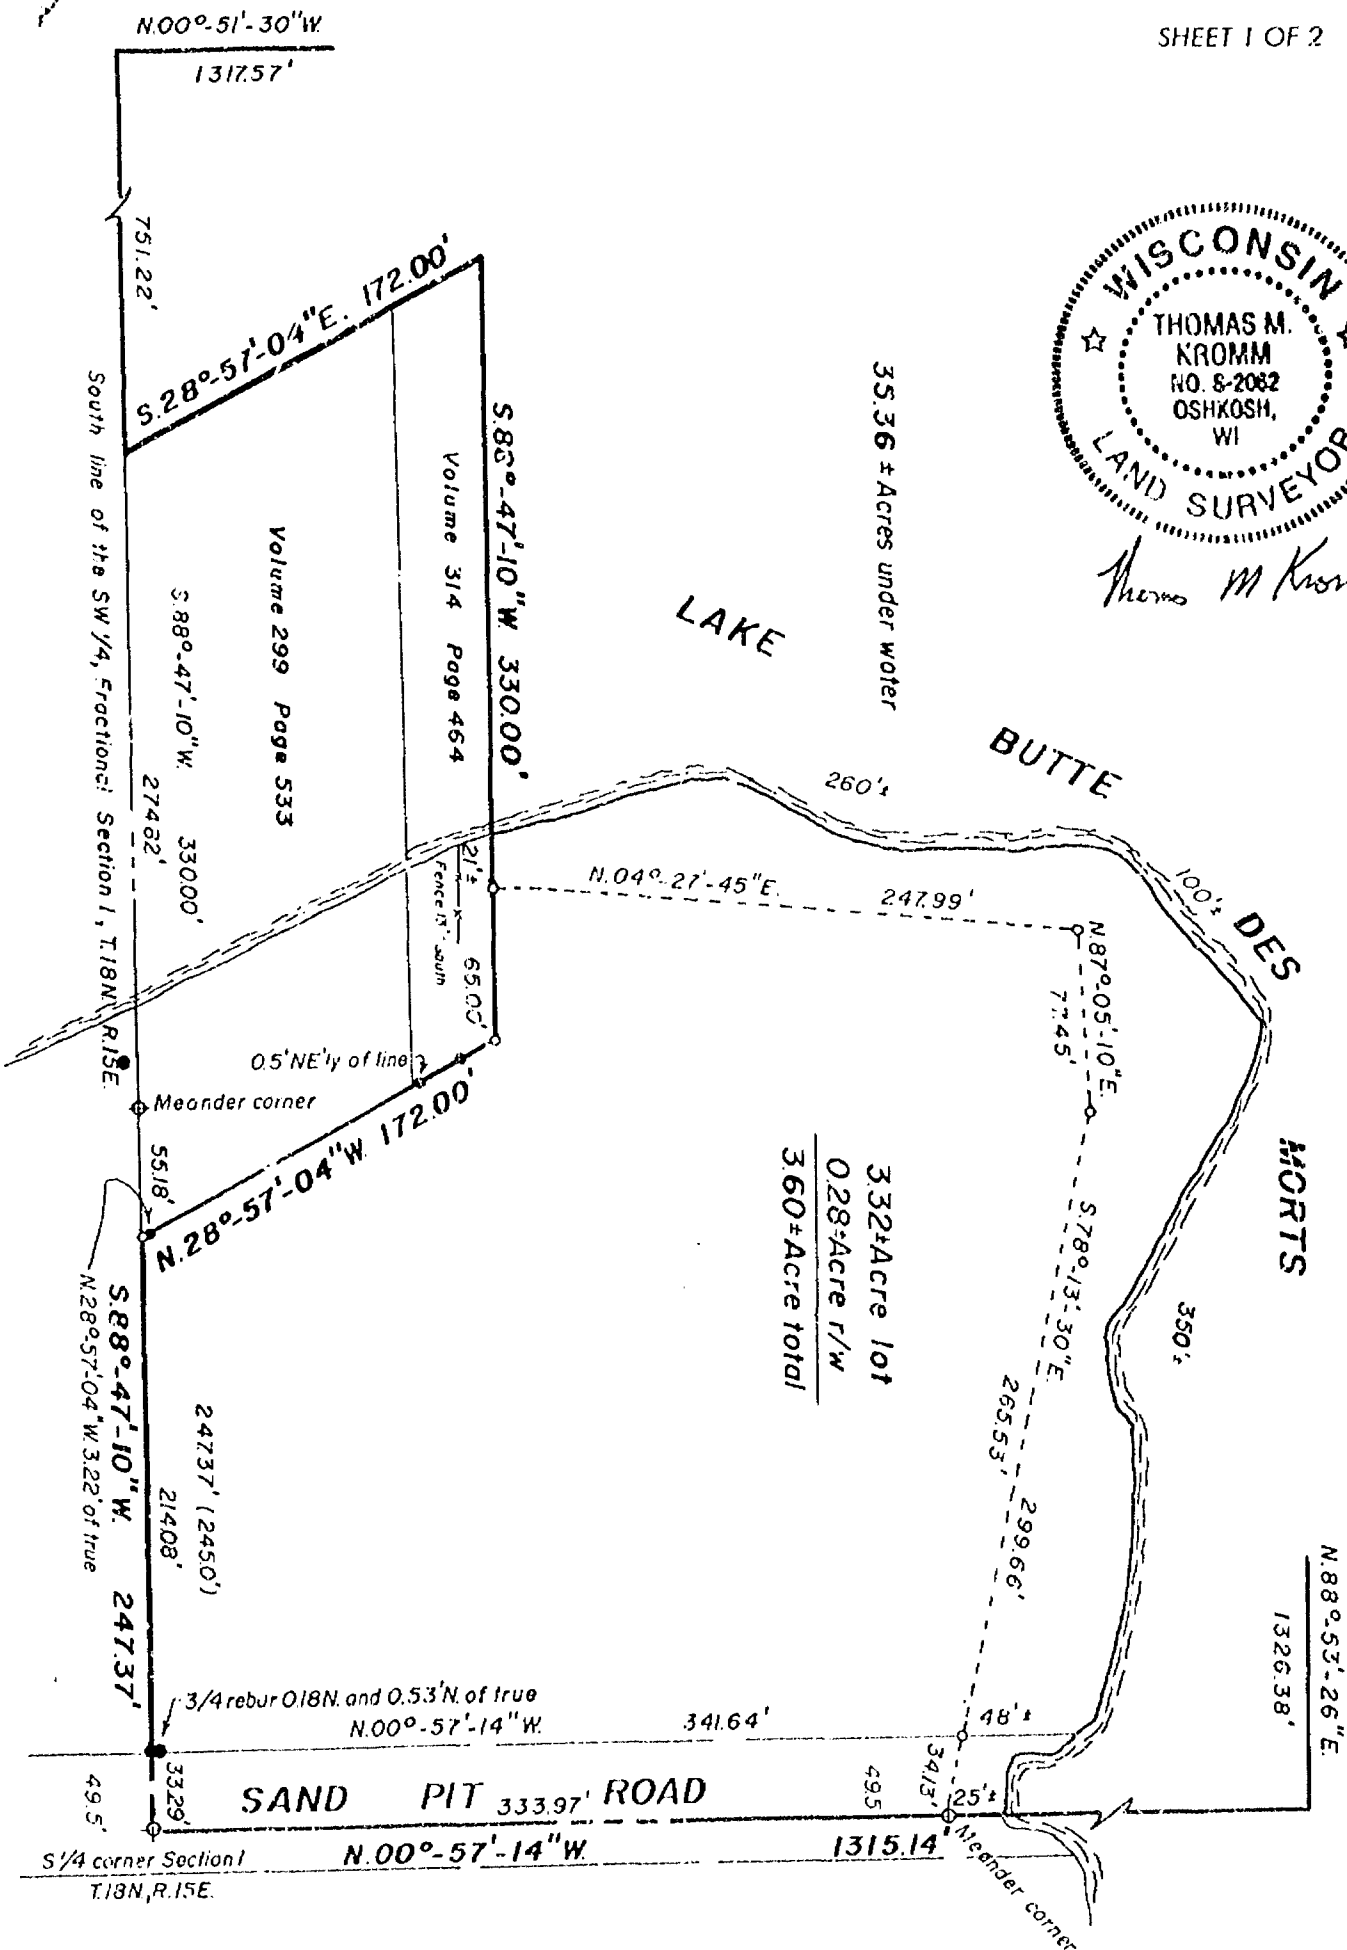 N.00°-51'-30"W.
1317.57'
SHEET 1 OF 2
751.22'
S.28°-57'-04"E. 172.00'
WISCONSIN
THOMAS M.
KROMM
NO. S-2062
OSHKOSH,
WI
LAND SURVEYOR
Thomas M
35.36 ± Acres under water
S.88°-47'-10"W. 330.00'
Volume 314 Page 464
Volume 299 Page 533
S.88°-47'-10"W. 330.00'
274.82'
South line of the SW 1/4, Fractional Section 1, T.18N. R.15E.
LAKE
BUTTE
DES
MORTS
260'±
100'±
350'±
21'±
Fence 1.5'± south
65.00'
N.04°-27'-45"E. 247.99'
N.87°-05'-10"E.
77.45'
S.78°-13'-30"E.
265.53'
299.66'
0.5'NE'ly of line
Meander corner
N.28°-57'-04"W. 172.00'
55.18'
3.32±Acre lot
0.28±Acre r/w
3.60±Acre total
N.28°-57'-04"W. 3.22' of true
S.88°-47'-10"W. 247.37'
247.37' (245.0')
214.08'
N.88°-53'-26"E.
1326.38'
3/4 rebar 0.18N. and 0.53'N. of true
N.00°-57'-14"W. 341.64'
48'±
34.13'
49.5
25'±
33.29'
49.5'
SAND PIT ROAD
333.97'
N.00°-57'-14"W. 1315.14'
Meander corner
S1/4 corner Section 1
T.18N., R.15E.